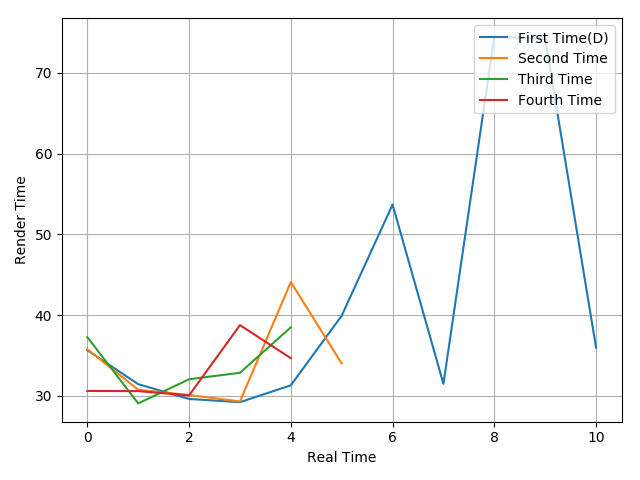 First Time(D)
Second Time
Third Time
Fourth Time
70
60
50
40
30
Render Time
0 2 4 6 8 10
Real Time